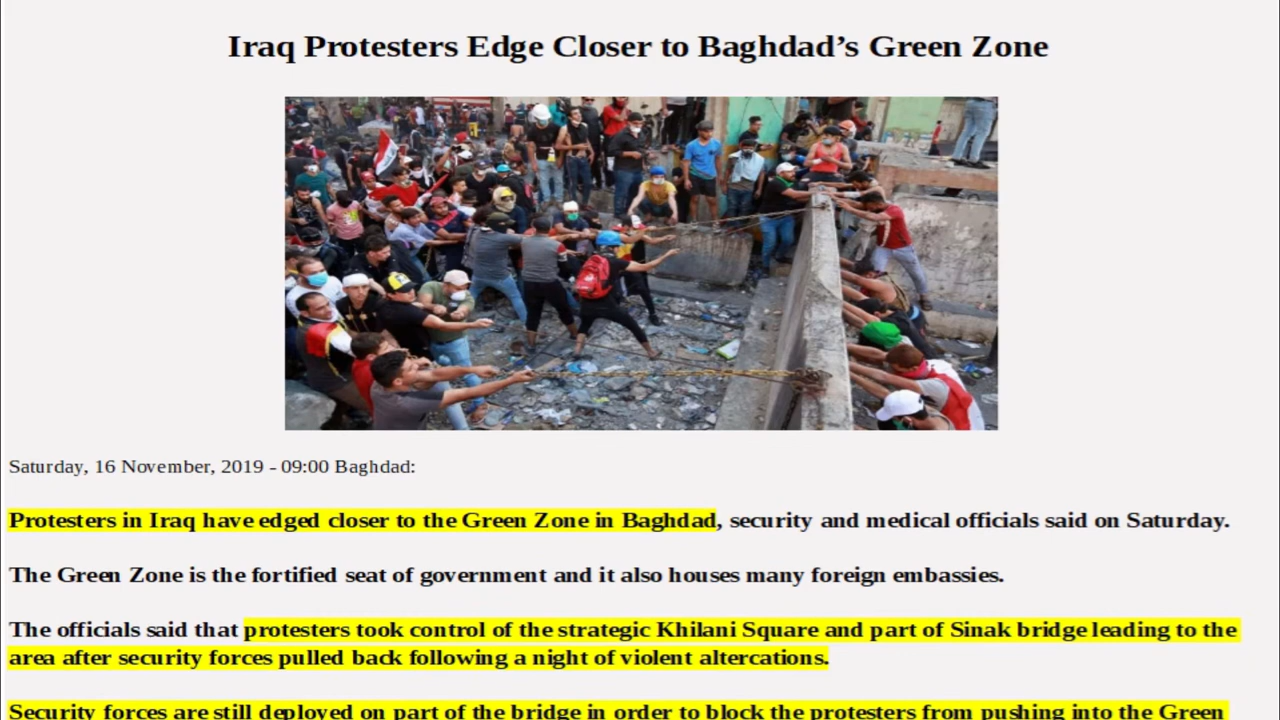 Iraq Protesters Edge Closer to Baghdad’s Green Zone
Saturday, 16 November, 2019 - 09:00 Baghdad:
Protesters in Iraq have edged closer to the Green Zone in Baghdad, security and medical officials said on Saturday.
The Green Zone is the fortified seat of government and it also houses many foreign embassies.
The officials said that protesters took control of the strategic Khilani Square and part of Sinak bridge leading to the
area after security forces pulled back following a night of violent altercations.
Security forces are still deployed on part of the bridge in order to block the protesters from pushing into the Green